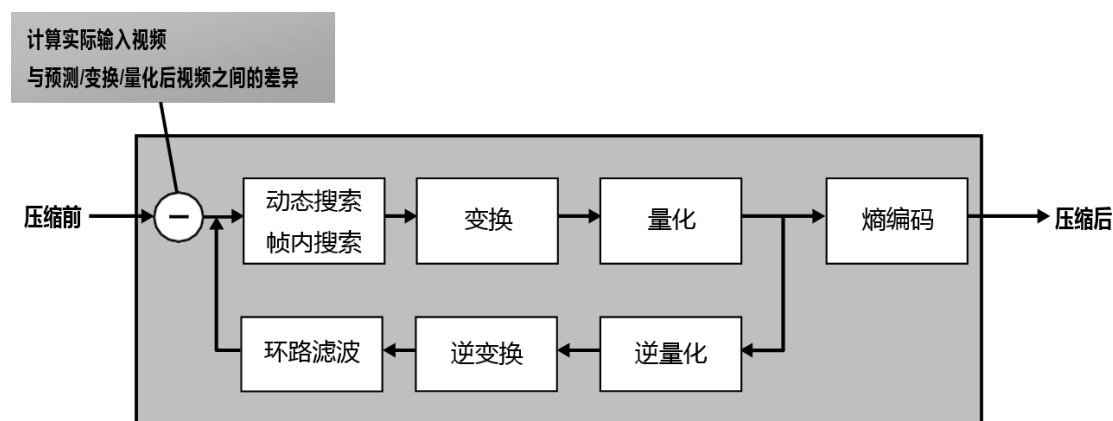 计算实际输入视频
与预测/变换/量化后视频之间的差异
压缩前
动态搜索
帧内搜索
变换
量化
熵编码
压缩后
环路滤波
逆变换
逆量化